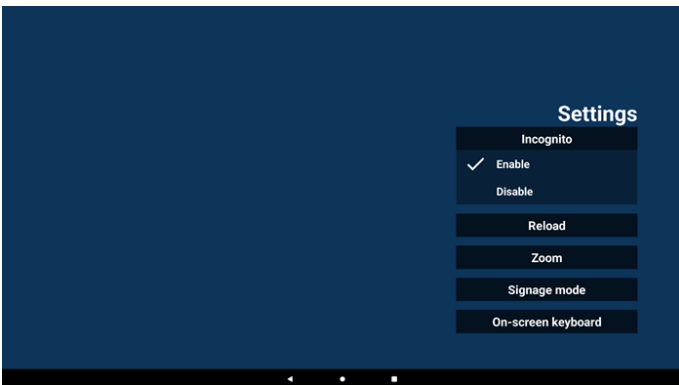 Settings
Incognito
Enable
Disable
Reload
Zoom
Signage mode
On-screen keyboard